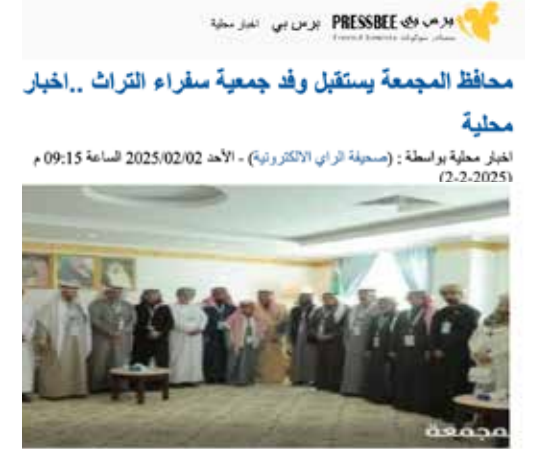 برس بي PRESSBEE برس بي اخبار محلية
محافظ المجمعة يستقبل وفد جمعية سفراء التراث ..اخبار
محلية
اخبار محلية بواسطة : (صحيفة الراي الالكترونية) - الأحد 2025/02/02 الساعة 09:15 م
(2-2-2025)
مجمعة